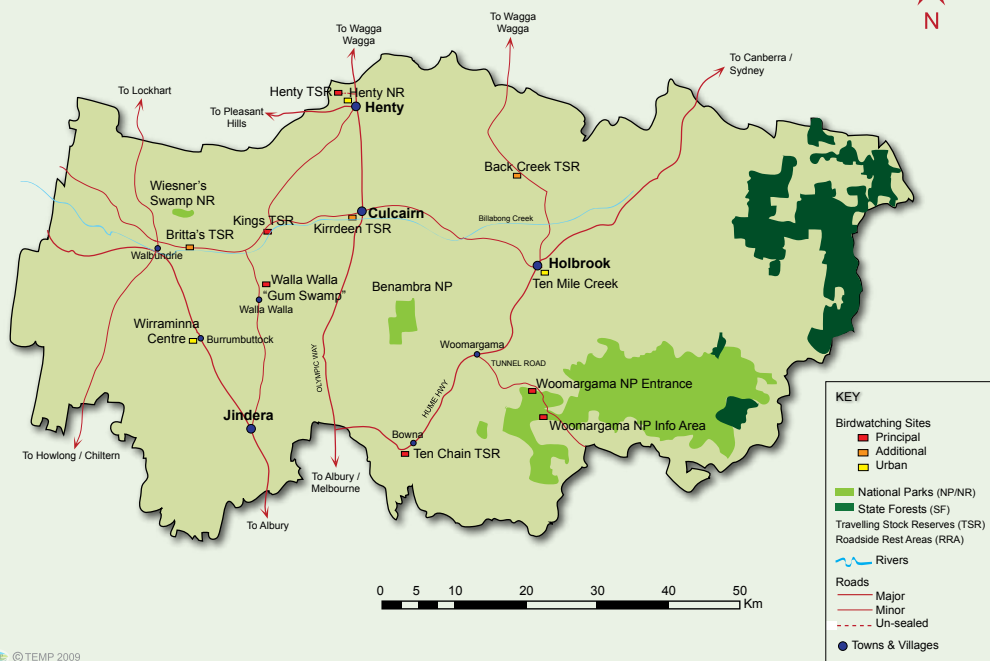 N
To Wagga
Wagga
To Wagga
Wagga
To Canberra /
Sydney
To Lockhart
Henty TSR
Henty NR
To Pleasant
Hills
Henty
Back Creek TSR
Wiesner's
Swamp NR
Culcairn
Kings TSR
Kirrdeen TSR
Billabong Creek
Britta's TSR
Walbundrie
Holbrook
Ten Mile Creek
Walla Walla
"Gum Swamp"
Walla Walla
Benambra NP
Wirraminna
Centre
Burrumbuttock
Woomargama
TUNNEL ROAD
OLYMPIC WAY
HUME HWY
Woomargama NP Entrance
Woomargama NP Info Area
Jindera
Bowna
Ten Chain TSR
To Howlong / Chiltern
To Albury /
Melbourne
To Albury
KEY
Birdwatching Sites
Principal
Additional
Urban
National Parks (NP/NR)
State Forests (SF)
Travelling Stock Reserves (TSR)
Roadside Rest Areas (RRA)
Rivers
Roads
Major
Minor
Un-sealed
Towns & Villages
0 5 10 20 30 40 50
Km
© TEMP 2009